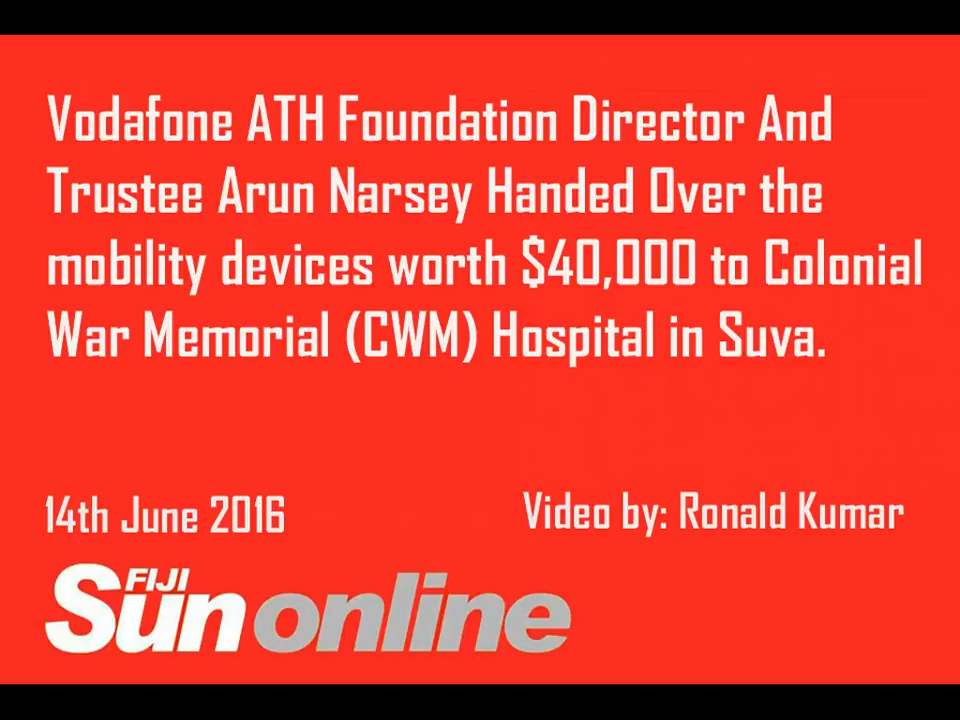 Vodafone ATH Foundation Director And
Trustee Arun Narsey Handed Over the
mobility devices worth $40,000 to Colonial
War Memorial (CWM) Hospital in Suva.
14th June 2016
Video by: Ronald Kumar
FIJI
Sun online